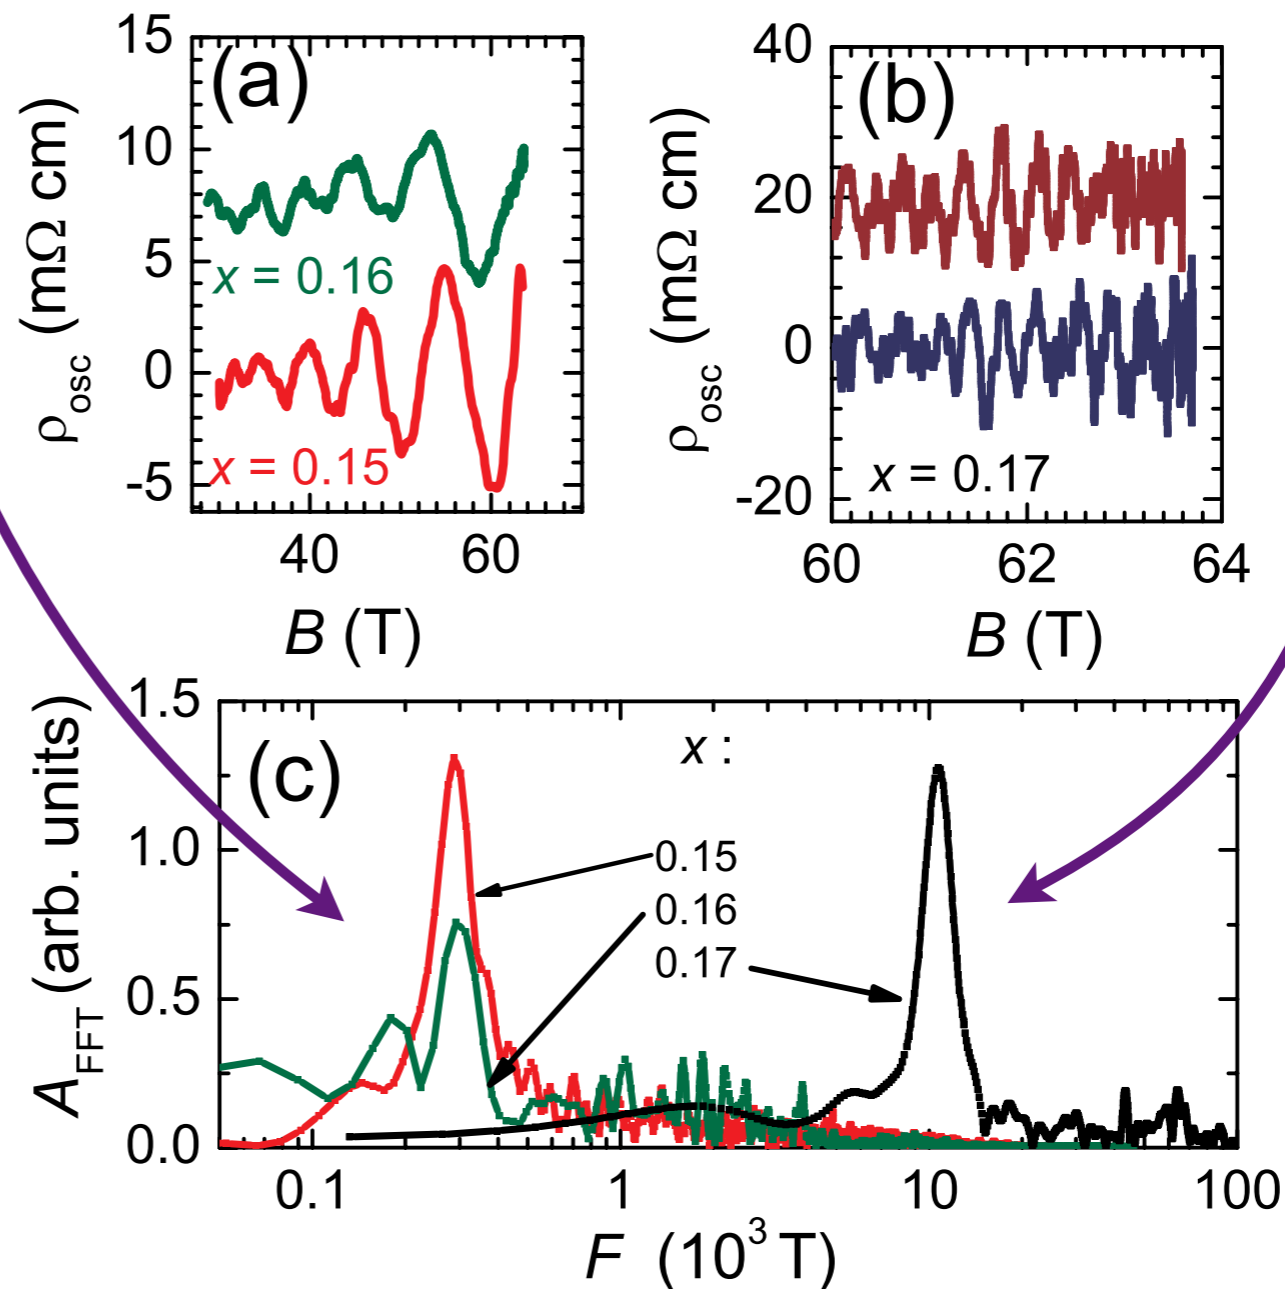 (a)
15
10
5
0
-5
ρosc (mΩ cm)
x = 0.16
x = 0.15
40 60
B (T)
(b)
40
20
0
-20
ρosc (mΩ cm)
x = 0.17
60 62 64
B (T)
(c)
1.5
1.0
0.5
0.0
AFFT (arb. units)
x :
0.15
0.16
0.17
0.1 1 10 100
F (10³ T)